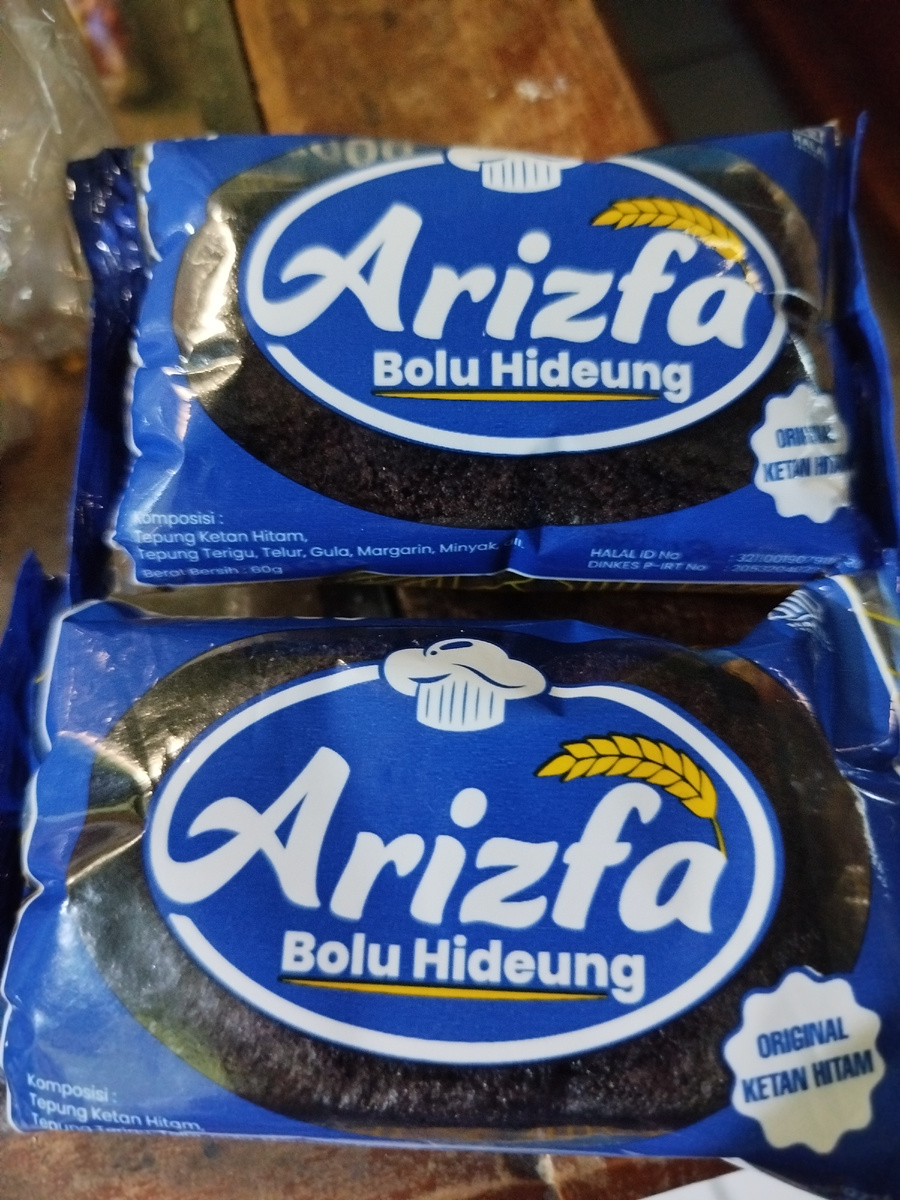 Arizfa
Bolu Hideung
ORIGINAL
KETAN HITAM
Komposisi :
Tepung Ketan Hitam,
Tepung Terigu, Telur, Gula, Margarin, Minyak,
Berat Bersih : 60g
HALAL ID No
DINKES P-IRT No
Arizfa
Bolu Hideung
ORIGINAL
KETAN HITAM
Komposisi :
Tepung Ketan Hitam,